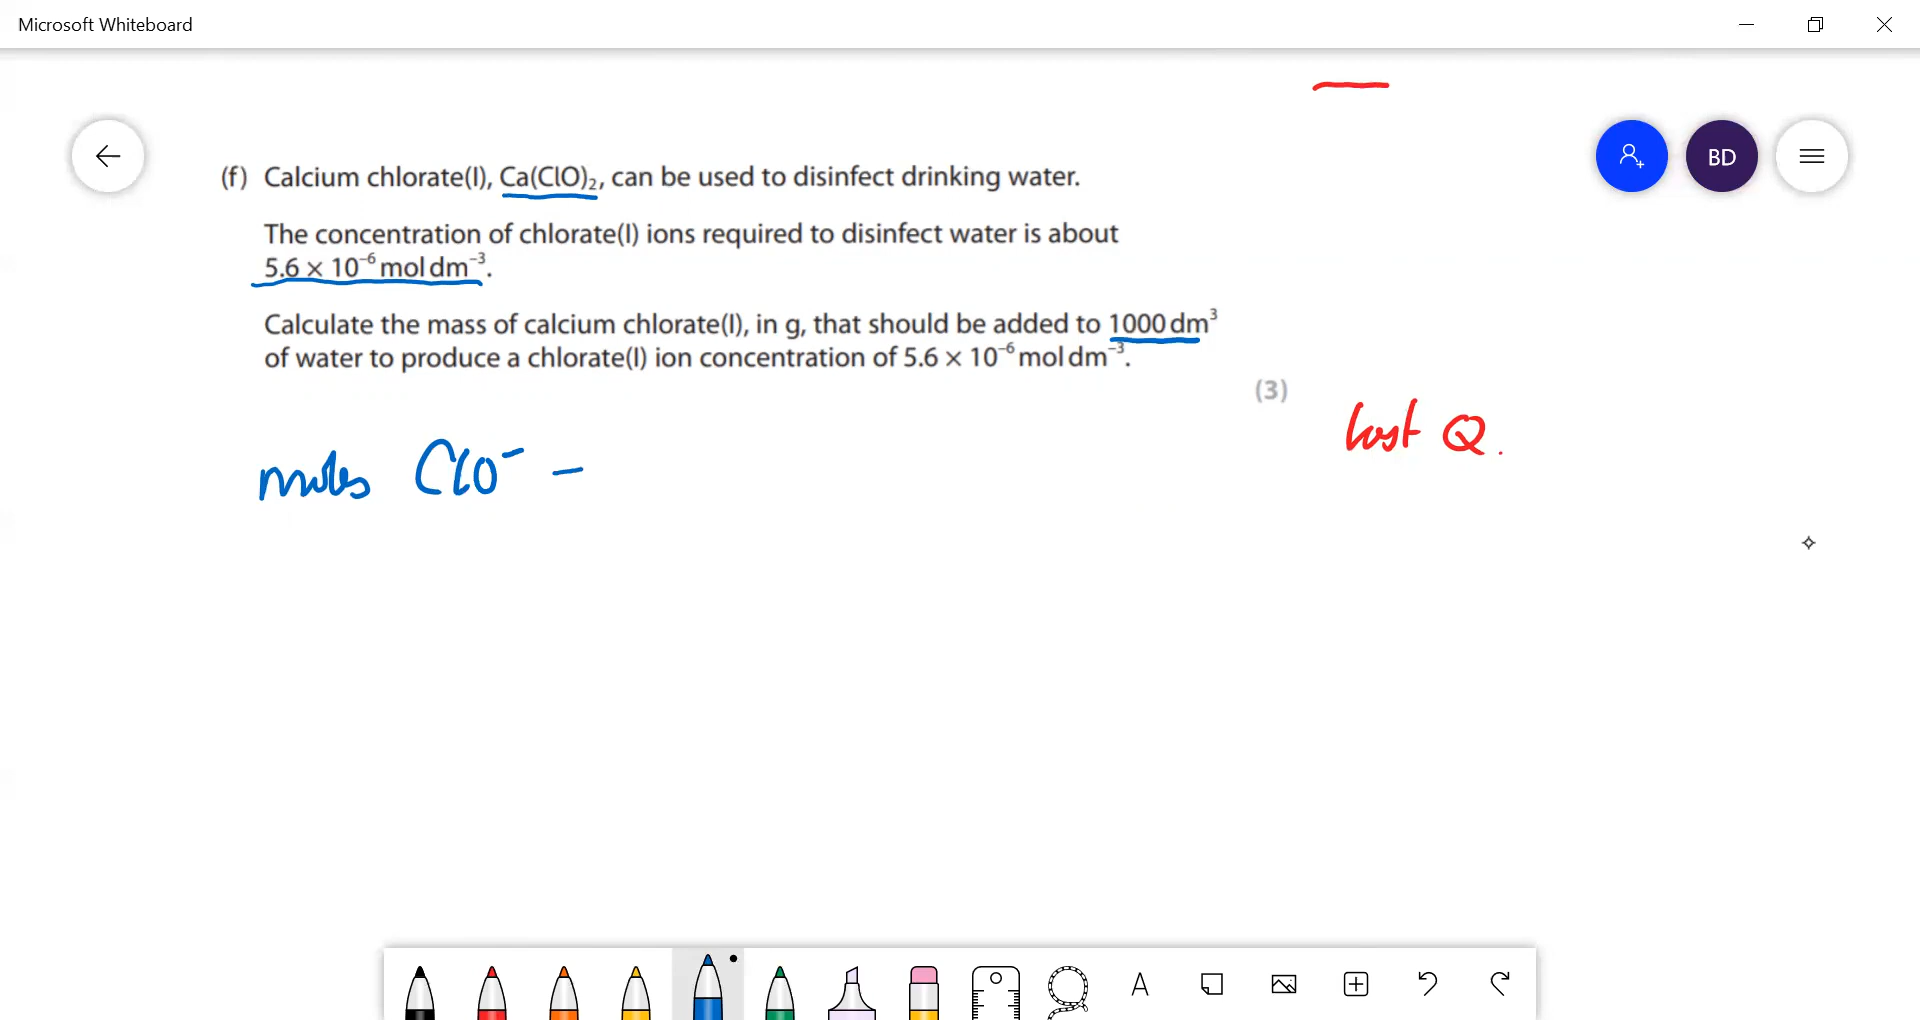 Microsoft Whiteboard
BD
(f) Calcium chlorate(I), Ca(ClO)₂, can be used to disinfect drinking water.
The concentration of chlorate(I) ions required to disinfect water is about
5.6 × 10⁻⁶ mol dm⁻³.
Calculate the mass of calcium chlorate(I), in g, that should be added to 1000 dm³
of water to produce a chlorate(I) ion concentration of 5.6 × 10⁻⁶ mol dm⁻³.
(3)
Q.
moles ClO⁻ –
A